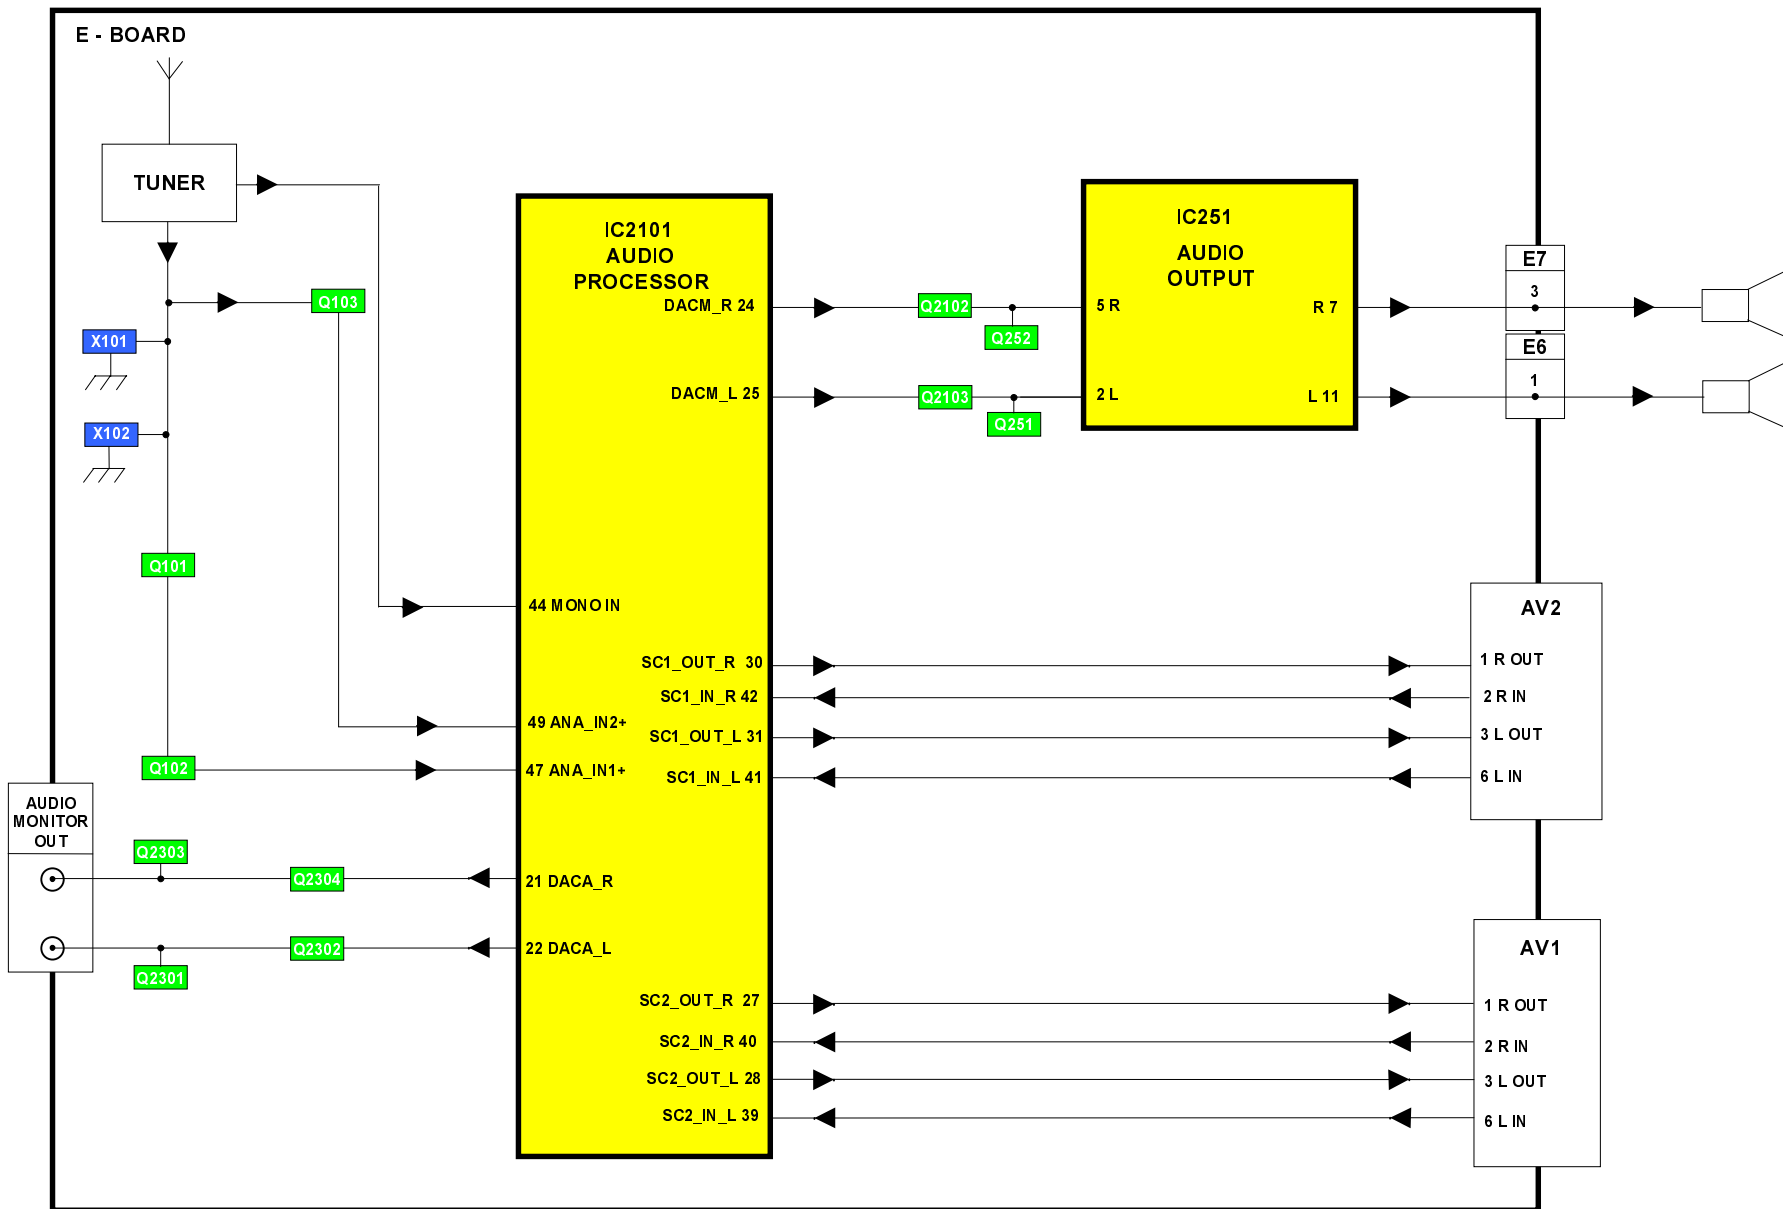 E - BOARD
TUNER
Q103
X101
X102
Q101
Q102
AUDIO
MONITOR
OUT
Q2303
Q2304
Q2302
Q2301
IC2101
AUDIO
PROCESSOR
DACM_R 24
DACM_L 25
44 MONO IN
SC1_OUT_R 30
SC1_IN_R 42
49 ANA_IN2+
SC1_OUT_L 31
47 ANA_IN1+
SC1_IN_L 41
21 DACA_R
22 DACA_L
SC2_OUT_R 27
SC2_IN_R 40
SC2_OUT_L 28
SC2_IN_L 39
Q2102
Q252
Q2103
Q251
IC251
AUDIO
OUTPUT
5 R
R 7
2 L
L 11
E7
3
E6
1
AV2
1 R OUT
2 R IN
3 L OUT
6 L IN
AV1
1 R OUT
2 R IN
3 L OUT
6 L IN